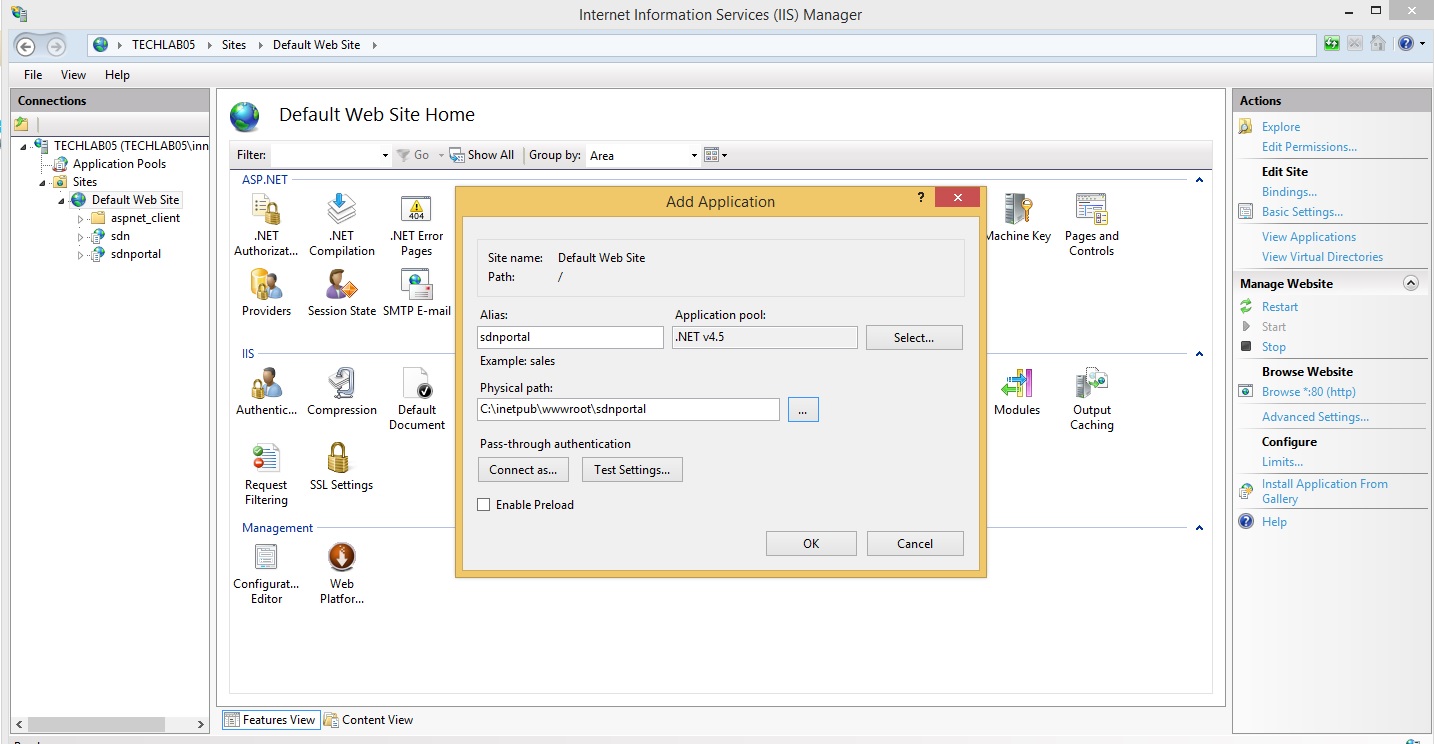 Internet Information Services (IIS) Manager
TECHLAB05
Sites
Default Web Site
File
View
Help
Connections
TECHLAB05 (TECHLAB05\inn
Application Pools
Sites
Default Web Site
aspnet_client
sdn
sdnportal
Default Web Site Home
Filter:
Go
Show All
Group by:
Area
ASP.NET
.NET
Authorizat...
.NET
Compilation
404
.NET Error
Pages
Machine Key
Pages and
Controls
Providers
Session State
SMTP E-mail
IIS
Authentic...
Compression
Default
Document
Modules
Output
Caching
Request
Filtering
SSL Settings
Management
Configurat...
Editor
Web
Platfor...
Features View
Content View
Add Application
?
Site name:
Default Web Site
Path:
/
Alias:
Application pool:
sdnportal
.NET v4.5
Select...
Example: sales
Physical path:
C:\inetpub\wwwroot\sdnportal
...
Pass-through authentication
Connect as...
Test Settings...
Enable Preload
OK
Cancel
Actions
Explore
Edit Permissions...
Edit Site
Bindings...
Basic Settings...
View Applications
View Virtual Directories
Manage Website
Restart
Start
Stop
Browse Website
Browse *:80 (http)
Advanced Settings...
Configure
Limits...
Install Application From
Gallery
Help